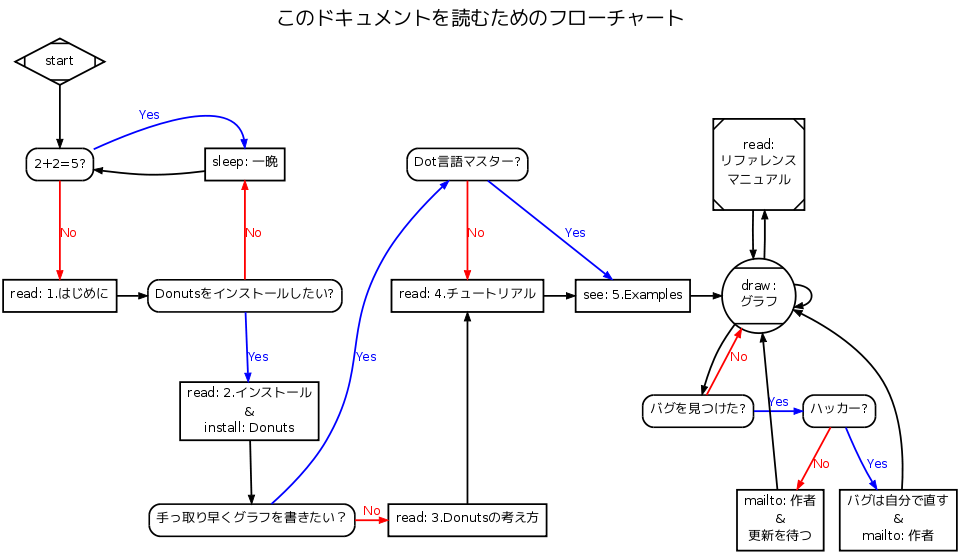 このドキュメントを読むためのフローチャート
start
Yes
2+2=5?
sleep: 一晩
No
No
read: 1.はじめに
Donutsをインストールしたい?
Yes
read: 2.インストール
&
install: Donuts
手っ取り早くグラフを書きたい？
No
read: 3.Donutsの考え方
Yes
Dot言語マスター?
No
Yes
read: 4.チュートリアル
see: 5.Examples
read:
リファレンス
マニュアル
draw:
グラフ
No
バグを見つけた?
Yes
ハッカー?
No
Yes
mailto: 作者
&
更新を待つ
バグは自分で直す
&
mailto: 作者